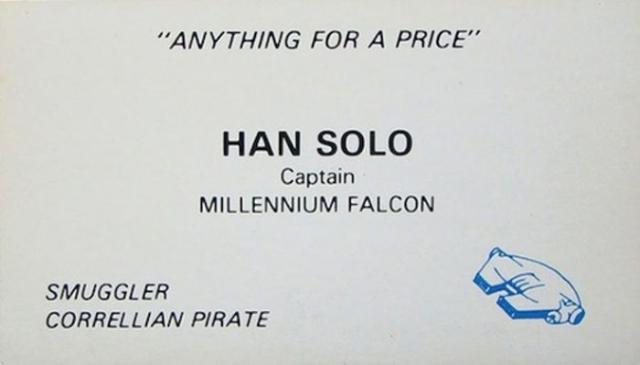 "ANYTHING FOR A PRICE"
HAN SOLO
Captain
MILLENNIUM FALCON
SMUGGLER
CORRELLIAN PIRATE